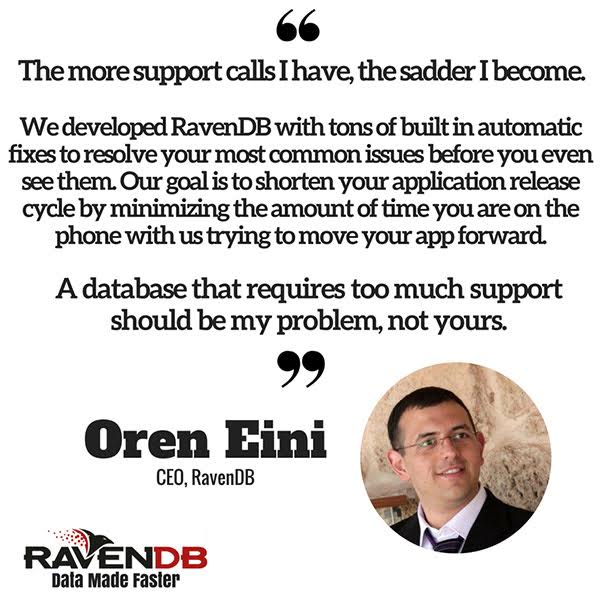 “
The more support calls I have, the sadder I become.
We developed RavenDB with tons of built in automatic
fixes to resolve your most common issues before you even
see them. Our goal is to shorten your application release
cycle by minimizing the amount of time you are on the
phone with us trying to move your app forward.
A database that requires too much support
should be my problem, not yours.
”
Oren Eini
CEO, RavenDB
RAVENDB
Data Made Faster